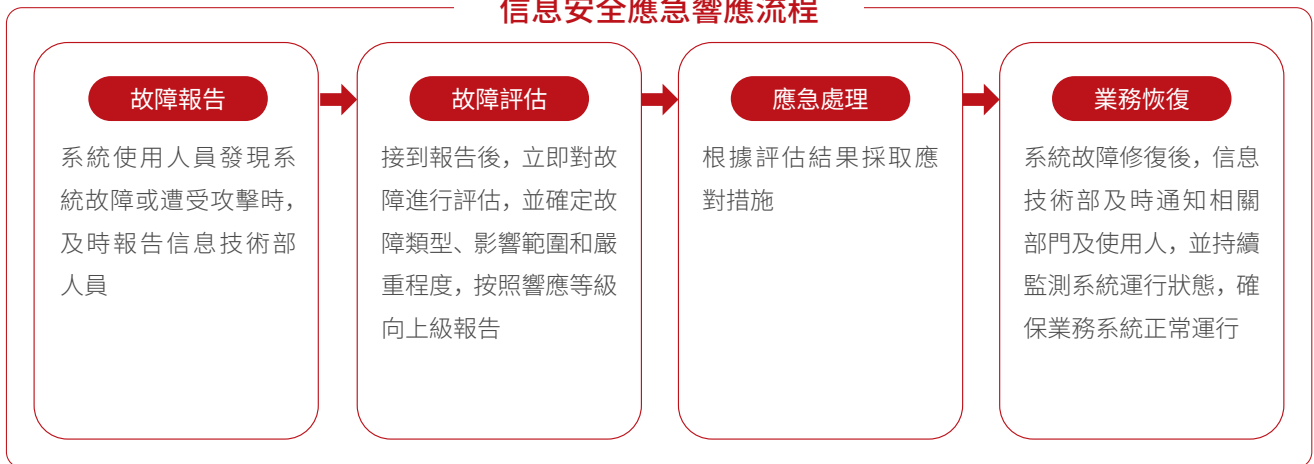 信息安全應急響應流程
故障報告
系統使用人員發現系
統故障或遭受攻擊時，
及時報告信息技術部
人員
故障評估
接到報告後，立即對故
障進行評估，並確定故
障類型、影響範圍和嚴
重程度，按照響應等級
向上級報告
應急處理
根據評估結果採取應
對措施
業務恢復
系統故障修復後，信息
技術部及時通知相關
部門及使用人，並持續
監測系統運行狀態，確
保業務系統正常運行